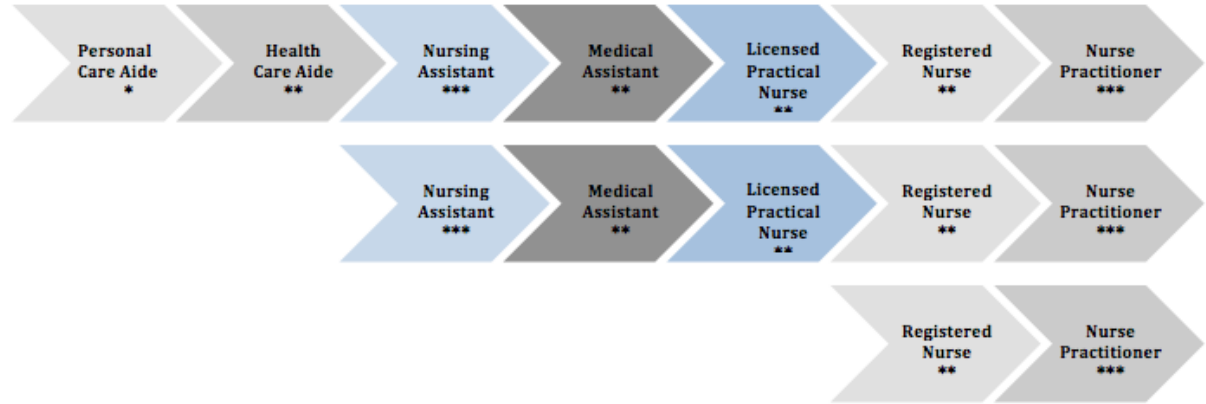 Personal
Care Aide
*
Health
Care Aide
**
Nursing
Assistant
***
Medical
Assistant
**
Licensed
Practical
Nurse
**
Registered
Nurse
**
Nurse
Practitioner
***
Nursing
Assistant
***
Medical
Assistant
**
Licensed
Practical
Nurse
**
Registered
Nurse
**
Nurse
Practitioner
***
Registered
Nurse
**
Nurse
Practitioner
***